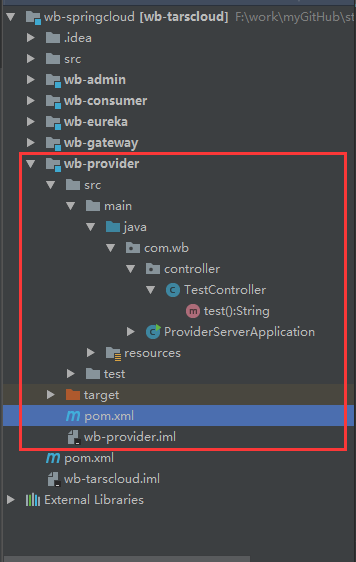 wb-springcloud [wb-tarscloud] F:\work\myGitHub\st
.idea
src
wb-admin
wb-consumer
wb-eureka
wb-gateway
wb-provider
src
main
java
com.wb
controller
TestController
test():String
ProviderServerApplication
resources
test
target
pom.xml
wb-provider.iml
pom.xml
wb-tarscloud.iml
External Libraries